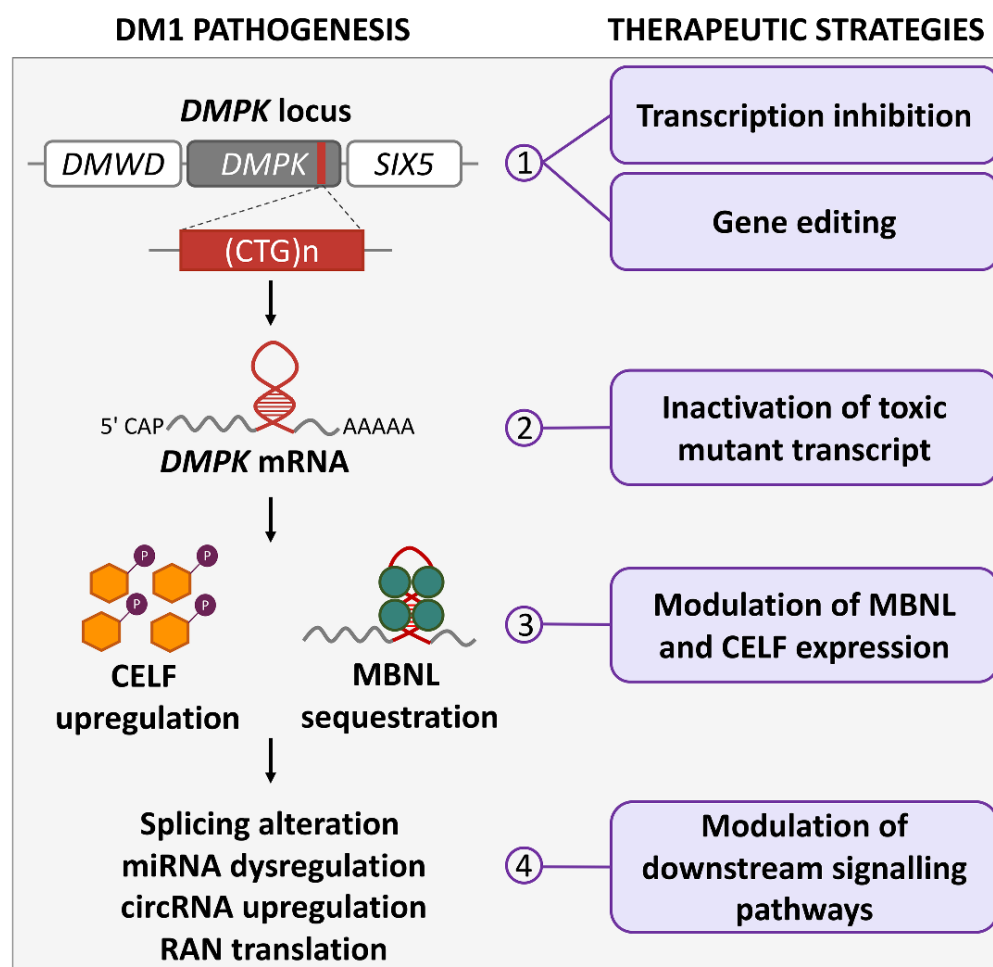 DM1 PATHOGENESIS
THERAPEUTIC STRATEGIES
DMPK locus
DMWD
DMPK
SIX5
(CTG)n
1
Transcription inhibition
Gene editing
5' CAP
AAAAA
DMPK mRNA
2
Inactivation of toxic
mutant transcript
P
P
P
P
CELF
upregulation
MBNL
sequestration
3
Modulation of MBNL
and CELF expression
Splicing alteration
miRNA dysregulation
circRNA upregulation
RAN translation
4
Modulation of
downstream signalling
pathways